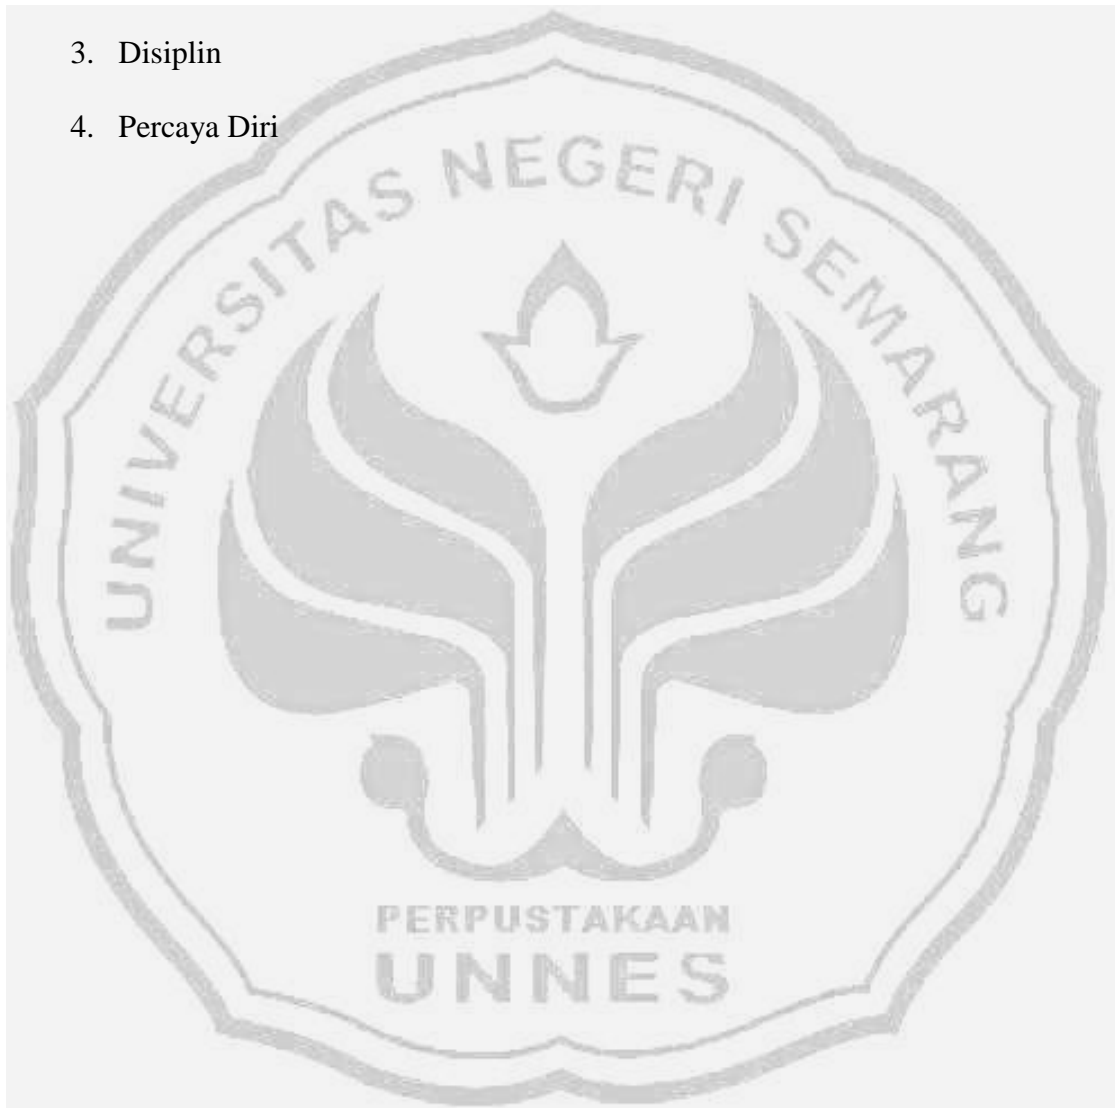 3. Disiplin
4. Percaya Diri
UNIVERSITAS NEGERI SEMARANG
PERPUSTAKAAN
UNNES